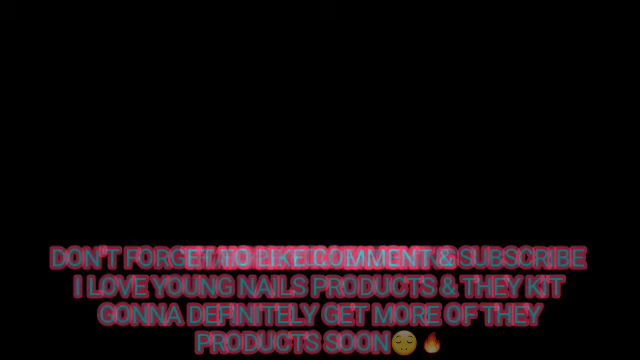 DON'T FORGET TO LIKE COMMENT & SUBSCRIBE
I LOVE YOUNG NAILS PRODUCTS & THEY KIT
GONNA DEFINITELY GET MORE OF THEY
PRODUCTS SOON😌🔥